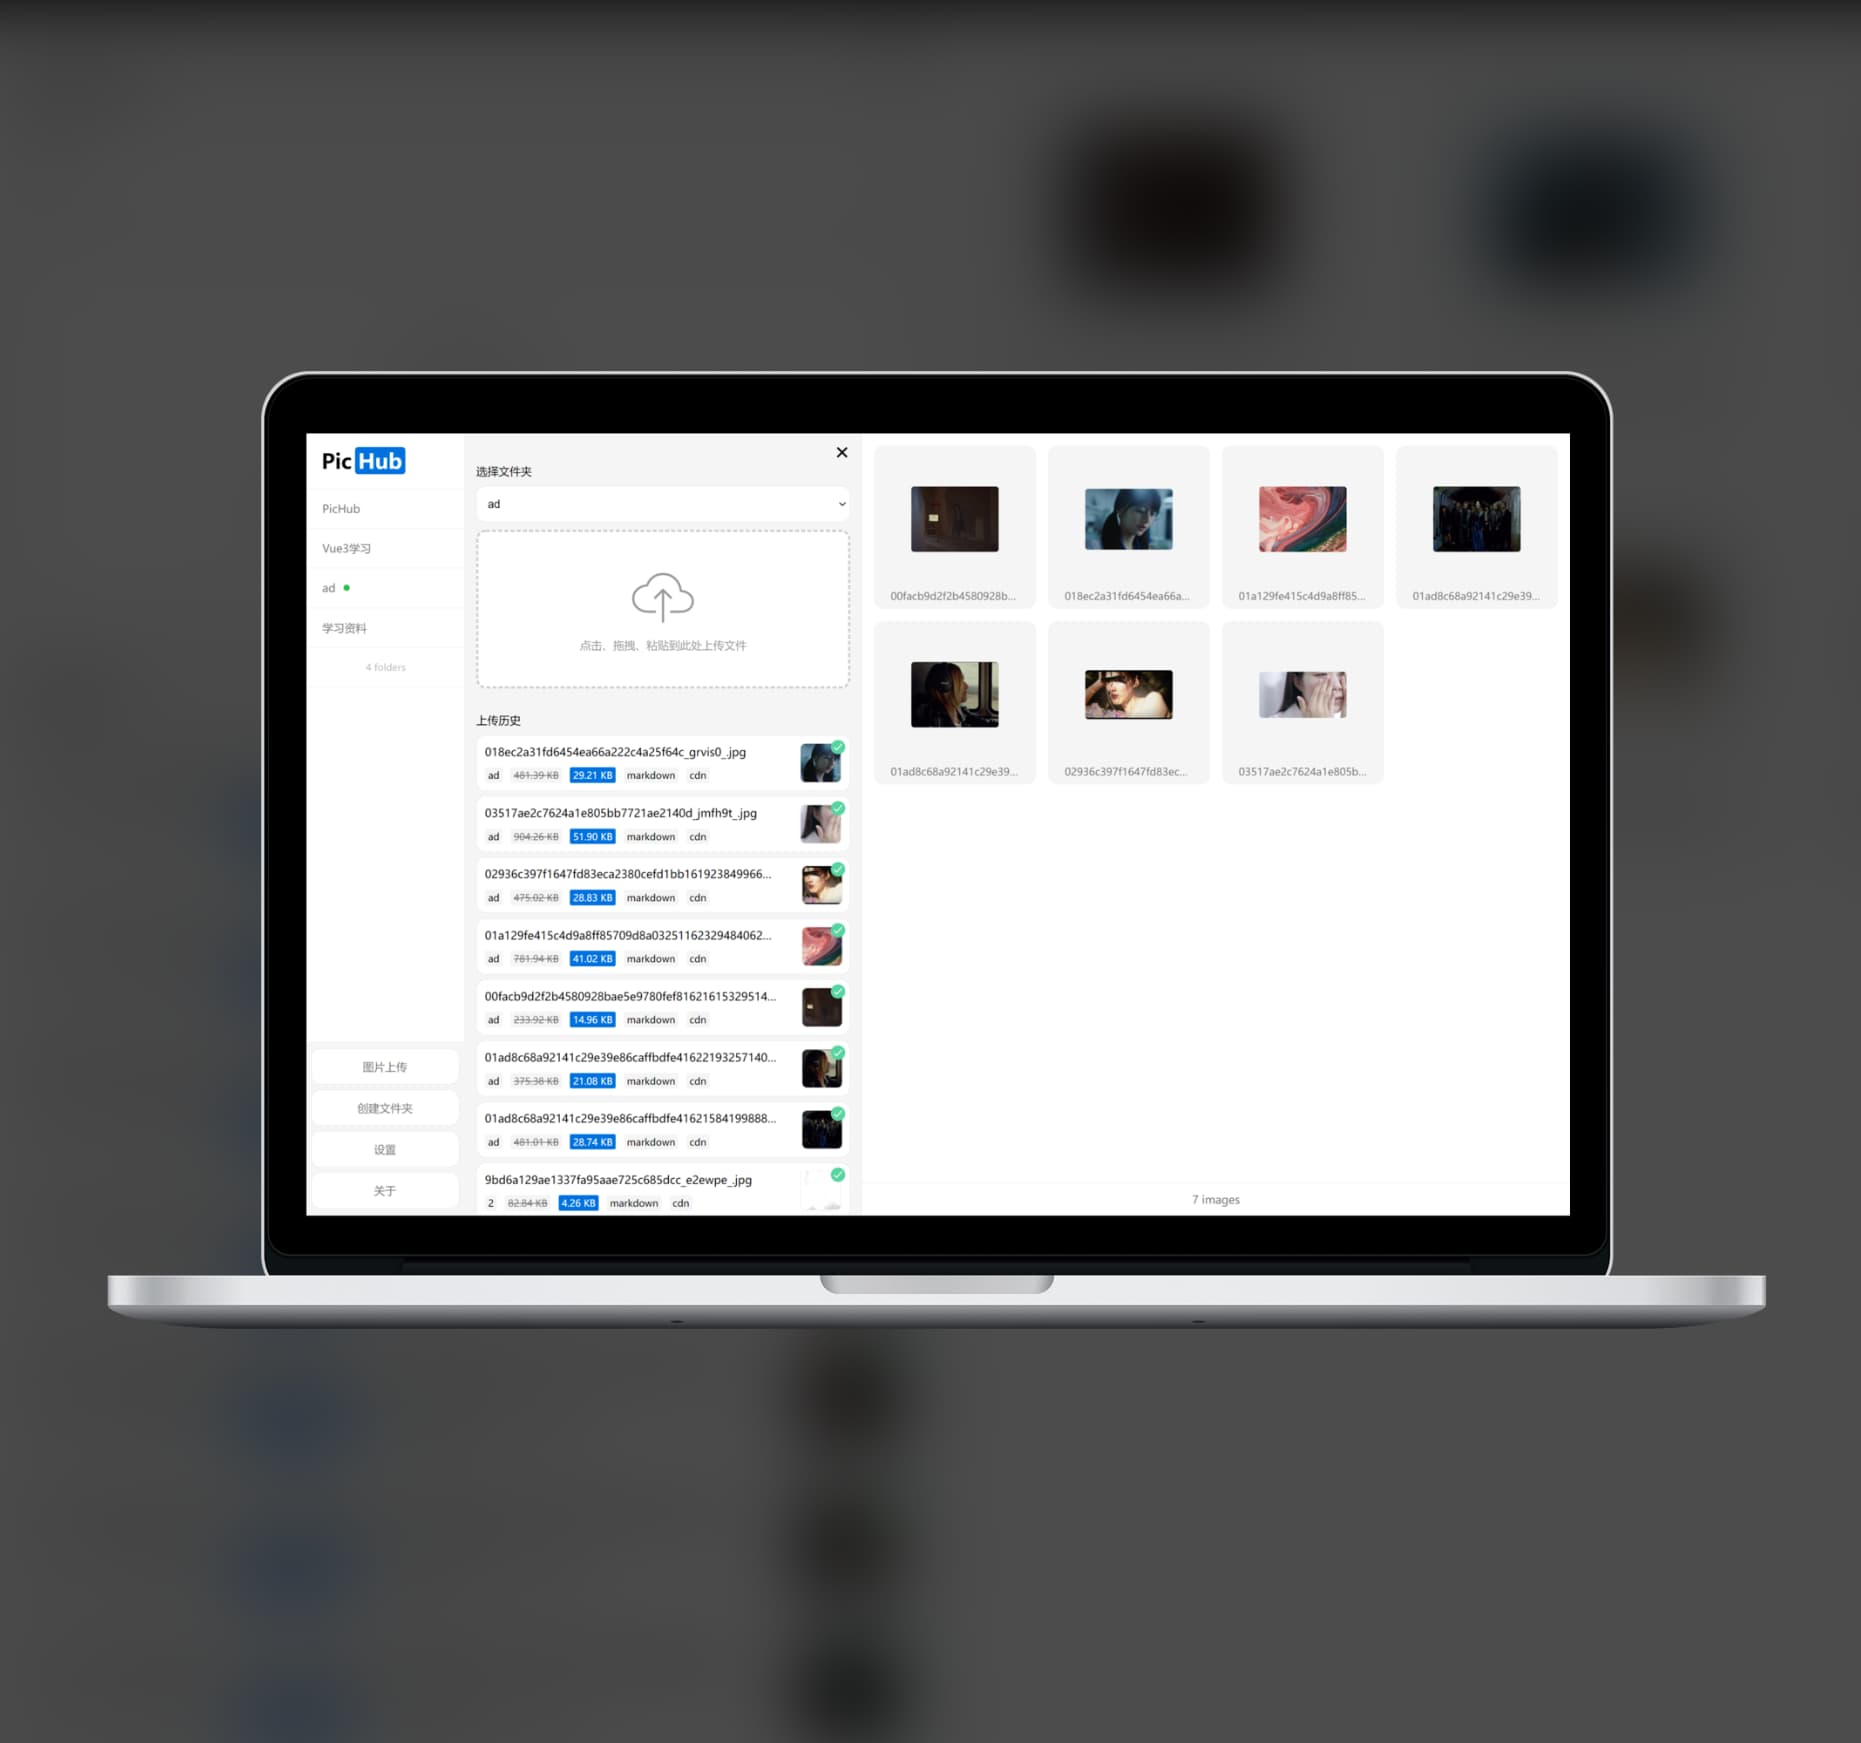 PicHub
PicHub
Vue3学习
ad
学习资料
4 folders
图片上传
创建文件夹
设置
关于
选择文件夹
ad
点击、拖拽、粘贴到此处上传文件
上传历史
018ec2a31fd6454ea66a222c4a25f64c_grvis0_.jpg
ad 481.39 KB 29.21 KB markdown cdn
03517ae2c7624a1e805bb7721ae2140d_jmfh9t_.jpg
ad 904.26 KB 51.90 KB markdown cdn
02936c397f1647fd83eca2380cefd1bb161923849966...
ad 475.02 KB 28.83 KB markdown cdn
01a129fe415c4d9a8ff85709d8a03251162329484062...
ad 781.94 KB 41.02 KB markdown cdn
00facb9d2f2b4580928bae5e9780fef81621615329514...
ad 233.92 KB 14.96 KB markdown cdn
01ad8c68a92141c29e39e86caffbdfe41622193257140...
ad 375.38 KB 21.08 KB markdown cdn
01ad8c68a92141c29e39e86caffbdfe41621584199888...
ad 481.01 KB 28.74 KB markdown cdn
9bd6a129ae1337fa95aae725c685dcc_e2ewpe_.jpg
2 82.84 KB 4.26 KB markdown cdn
00facb9d2f2b4580928b...
018ec2a31fd6454ea66a...
01a129fe415c4d9a8ff85...
01ad8c68a92141c29e39...
01ad8c68a92141c29e39...
02936c397f1647fd83ec...
03517ae2c7624a1e805b...
7 images